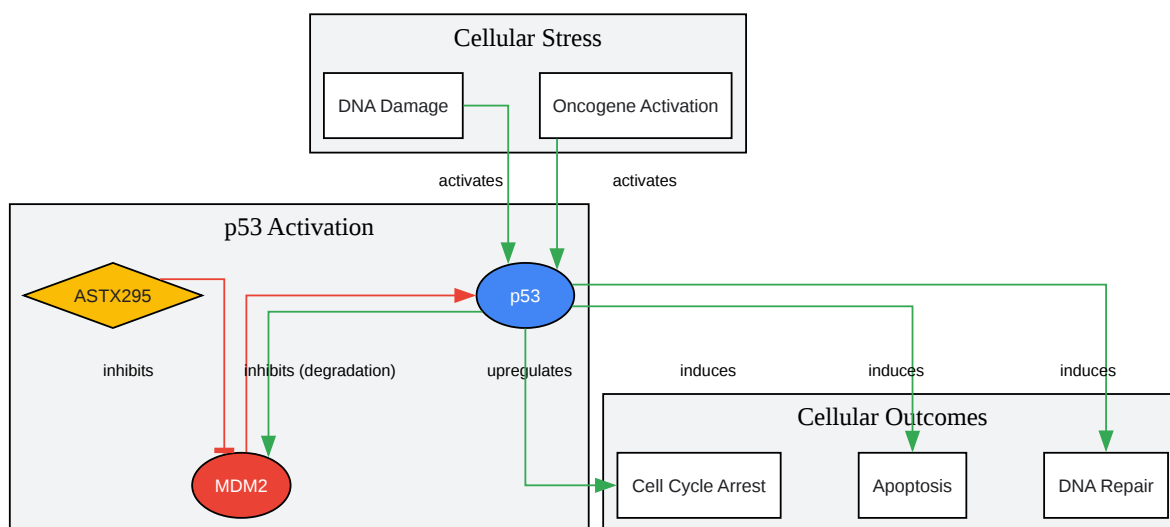 Cellular Stress
DNA Damage
Oncogene Activation
activates
activates
p53 Activation
ASTX295
p53
inhibits
inhibits (degradation)
upregulates
induces
induces
induces
Cellular Outcomes
MDM2
Cell Cycle Arrest
Apoptosis
DNA Repair